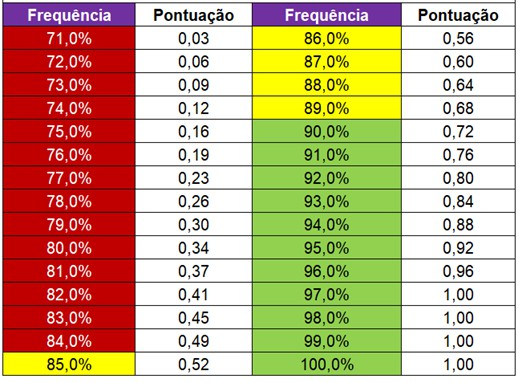 Frequência Pontuação Frequência Pontuação
71,0% 0,03 86,0% 0,56
72,0% 0,06 87,0% 0,60
73,0% 0,09 88,0% 0,64
74,0% 0,12 89,0% 0,68
75,0% 0,16 90,0% 0,72
76,0% 0,19 91,0% 0,76
77,0% 0,23 92,0% 0,80
78,0% 0,26 93,0% 0,84
79,0% 0,30 94,0% 0,88
80,0% 0,34 95,0% 0,92
81,0% 0,37 96,0% 0,96
82,0% 0,41 97,0% 1,00
83,0% 0,45 98,0% 1,00
84,0% 0,49 99,0% 1,00
85,0% 0,52 100,0% 1,00